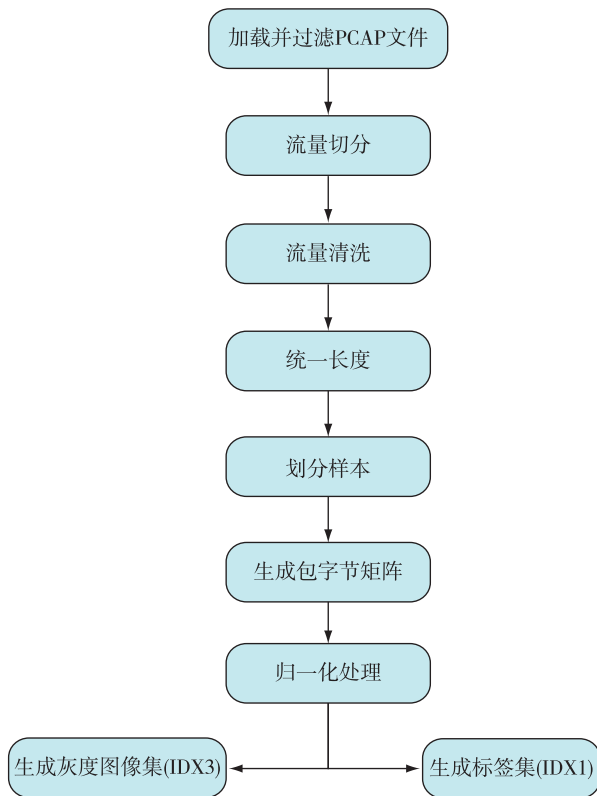 加载并过滤PCAP文件
流量切分
流量清洗
统一长度
划分样本
生成包字节矩阵
归一化处理
生成灰度图像集(IDX3)
生成标签集(IDX1)